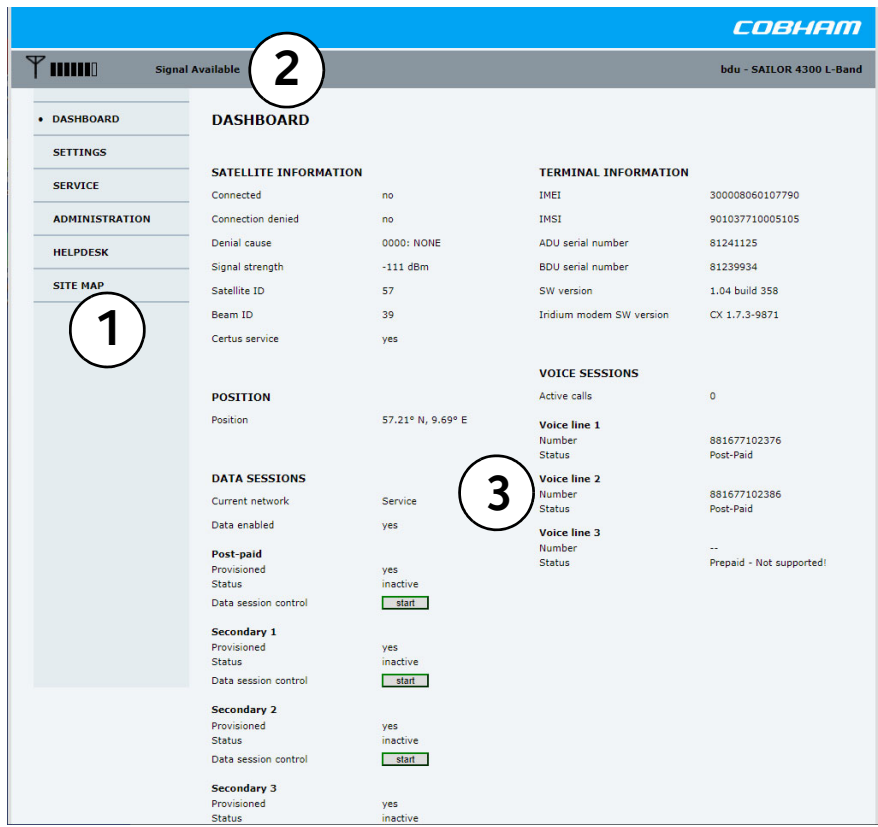 COBHAM
Signal Available
2
bdu - SAILOR 4300 L-Band
• DASHBOARD
SETTINGS
SERVICE
ADMINISTRATION
HELPDESK
SITE MAP
1
DASHBOARD
SATELLITE INFORMATION
Connected no
Connection denied no
Denial cause 0000: NONE
Signal strength -111 dBm
Satellite ID 57
Beam ID 39
Certus service yes
POSITION
Position 57.21° N, 9.69° E
DATA SESSIONS
Current network Service
Data enabled yes
Post-paid
Provisioned yes
Status inactive
Data session control start
Secondary 1
Provisioned yes
Status inactive
Data session control start
Secondary 2
Provisioned yes
Status inactive
Data session control start
Secondary 3
Provisioned yes
Status inactive
TERMINAL INFORMATION
IMEI 300008060107790
IMSI 901037710005105
ADU serial number 81241125
BDU serial number 81239934
SW version 1.04 build 358
Iridium modem SW version CX 1.7.3-9871
VOICE SESSIONS
Active calls 0
Voice line 1
Number 881677102376
Status Post-Paid
3
Voice line 2
Number 881677102386
Status Post-Paid
Voice line 3
Number --
Status Prepaid - Not supported!